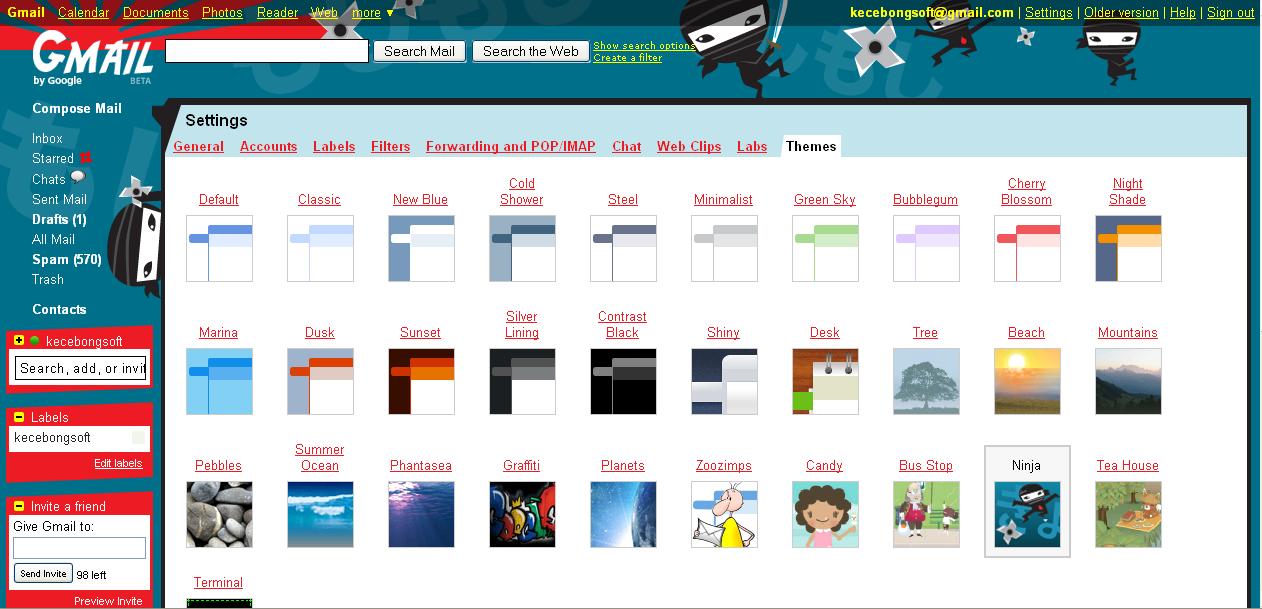 Gmail Calendar Documents Photos Reader Web more ▼
kecebongsoft@gmail.com | Settings | Older version | Help | Sign out
GMAIL
by Google BETA
Search Mail Search the Web Show search options
Create a filter
Compose Mail
Inbox
Starred
Chats
Sent Mail
Drafts (1)
All Mail
Spam (570)
Trash
Contacts
kecebongsoft
Search, add, or invit
Labels
kecebongsoft
Edit labels
Invite a friend
Give Gmail to:
Send Invite 98 left
Preview Invite
Settings
General Accounts Labels Filters Forwarding and POP/IMAP Chat Web Clips Labs Themes
Default Classic New Blue Cold Shower Steel Minimalist Green Sky Bubblegum Cherry Blossom Night Shade
Marina Dusk Sunset Silver Lining Contrast Black Shiny Desk Tree Beach Mountains
Pebbles Summer Ocean Phantasea Graffiti Planets Zoozimps Candy Bus Stop Ninja Tea House
Terminal